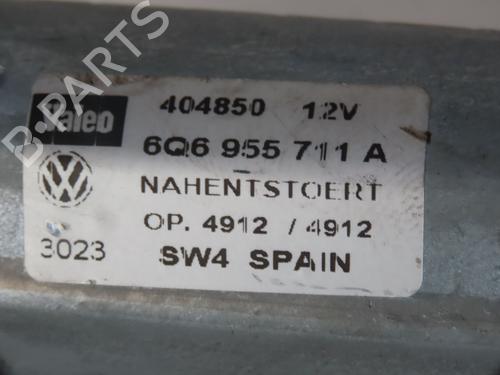 Valeo 404850 12V
6Q6 955 711 A
NAHENTSTOERT
OP. 4912 / 4912
3023 SW4 SPAIN
B-PARTS